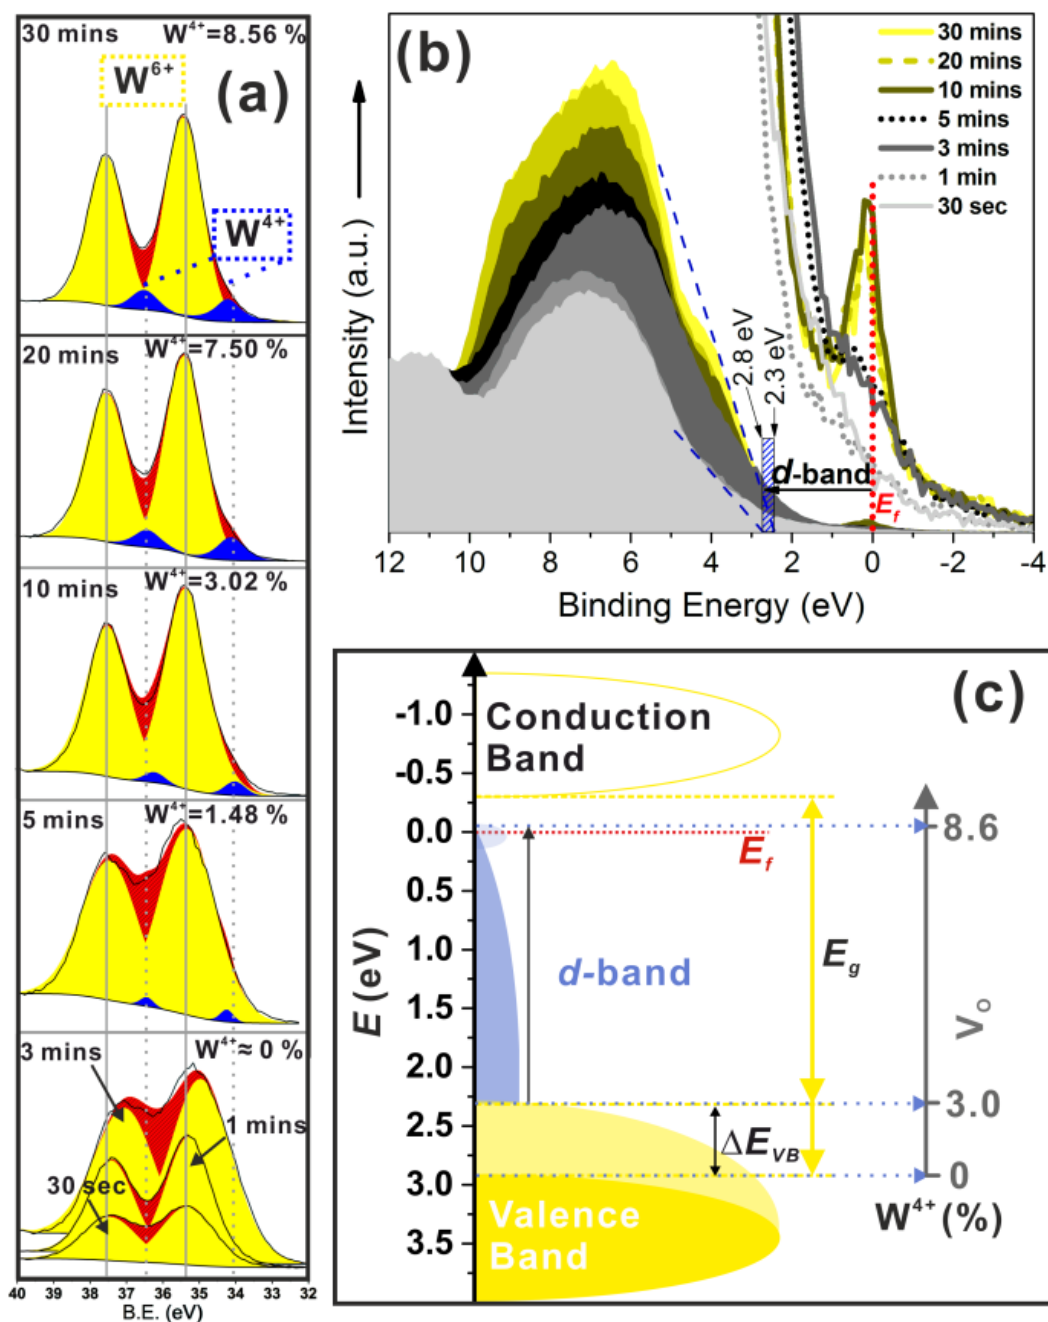 30 mins
W4+=8.56 %
W6+
(a)
W4+
20 mins
W4+=7.50 %
10 mins
W4+=3.02 %
5 mins
W4+=1.48 %
3 mins
W4+≈ 0 %
1 mins
30 sec
40 39 38 37 36 35 34 33 32
B.E. (eV)
(b)
Intensity (a.u.)
30 mins
20 mins
10 mins
5 mins
3 mins
1 min
30 sec
2.8 eV
2.3 eV
d-band
Ef
12 10 8 6 4 2 0 -2 -4
Binding Energy (eV)
(c)
E (eV)
-1.0
-0.5
0.0
0.5
1.0
1.5
2.0
2.5
3.0
3.5
Conduction
Band
Ef
d-band
Eg
ΔEVB
Valence
Band
8.6
3.0
0
Vo
W4+ (%)